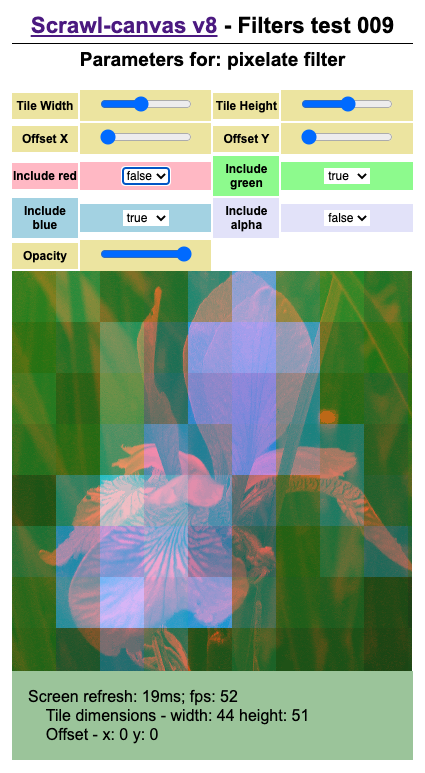 Scrawl-canvas v8 - Filters test 009
Parameters for: pixelate filter
Tile Width
Tile Height
Offset X
Offset Y
Include red
false
Include green
true
Include blue
true
Include alpha
false
Opacity
Screen refresh: 19ms; fps: 52
Tile dimensions - width: 44 height: 51
Offset - x: 0 y: 0